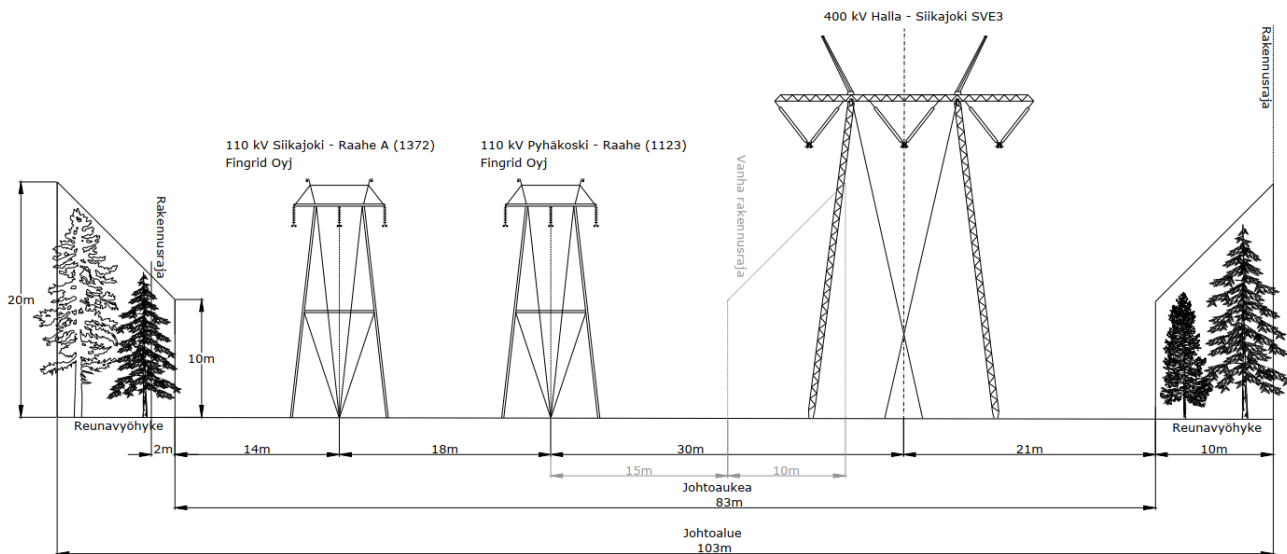 400 kV Halla - Siikajoki SVE3
Rakennusraja
110 kV Siikajoki - Raahe A (1372)
Fingrid Oyj
110 kV Pyhäkoski - Raahe (1123)
Fingrid Oyj
Vanha rakennusraja
Rakennusraja
20m
10m
Reunavyöhyke
Reunavyöhyke
2m
14m
18m
30m
21m
10m
15m
10m
Johtoaukea
83m
Johtoalue
103m